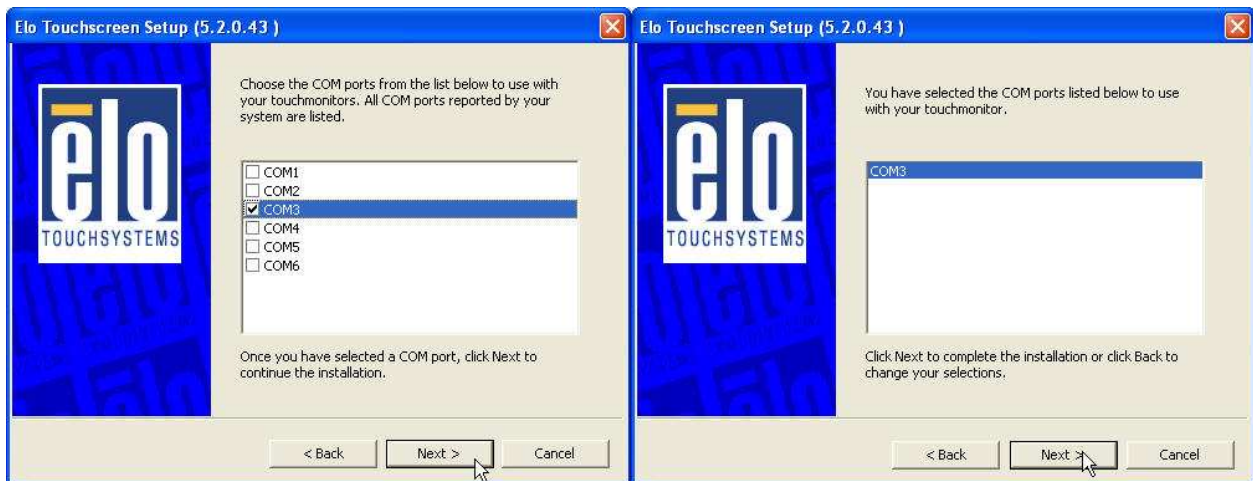 Elo Touchscreen Setup (5.2.0.43 )
elo
TOUCHSYSTEMS
Choose the COM ports from the list below to use with
your touchmonitors. All COM ports reported by your
system are listed.
COM1
COM2
COM3
COM4
COM5
COM6
Once you have selected a COM port, click Next to
continue the installation.
< Back
Next >
Cancel
Elo Touchscreen Setup (5.2.0.43 )
elo
TOUCHSYSTEMS
You have selected the COM ports listed below to use
with your touchmonitor.
COM3
Click Next to complete the installation or click Back to
change your selections.
< Back
Next >
Cancel